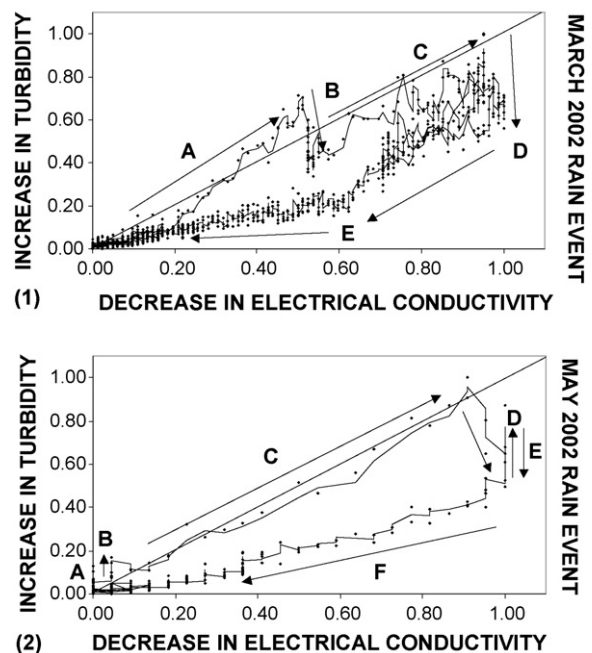 INCREASE IN TURBIDITY
1.00
0.80
0.60
0.40
0.20
0.00
A
B
C
D
E
0.00 0.20 0.40 0.60 0.80 1.00
MARCH 2002 RAIN EVENT
(1) DECREASE IN ELECTRICAL CONDUCTIVITY
INCREASE IN TURBIDITY
1.00
0.80
0.60
0.40
0.20
0.00
A
B
C
D
E
F
0.00 0.20 0.40 0.60 0.80 1.00
MAY 2002 RAIN EVENT
(2) DECREASE IN ELECTRICAL CONDUCTIVITY